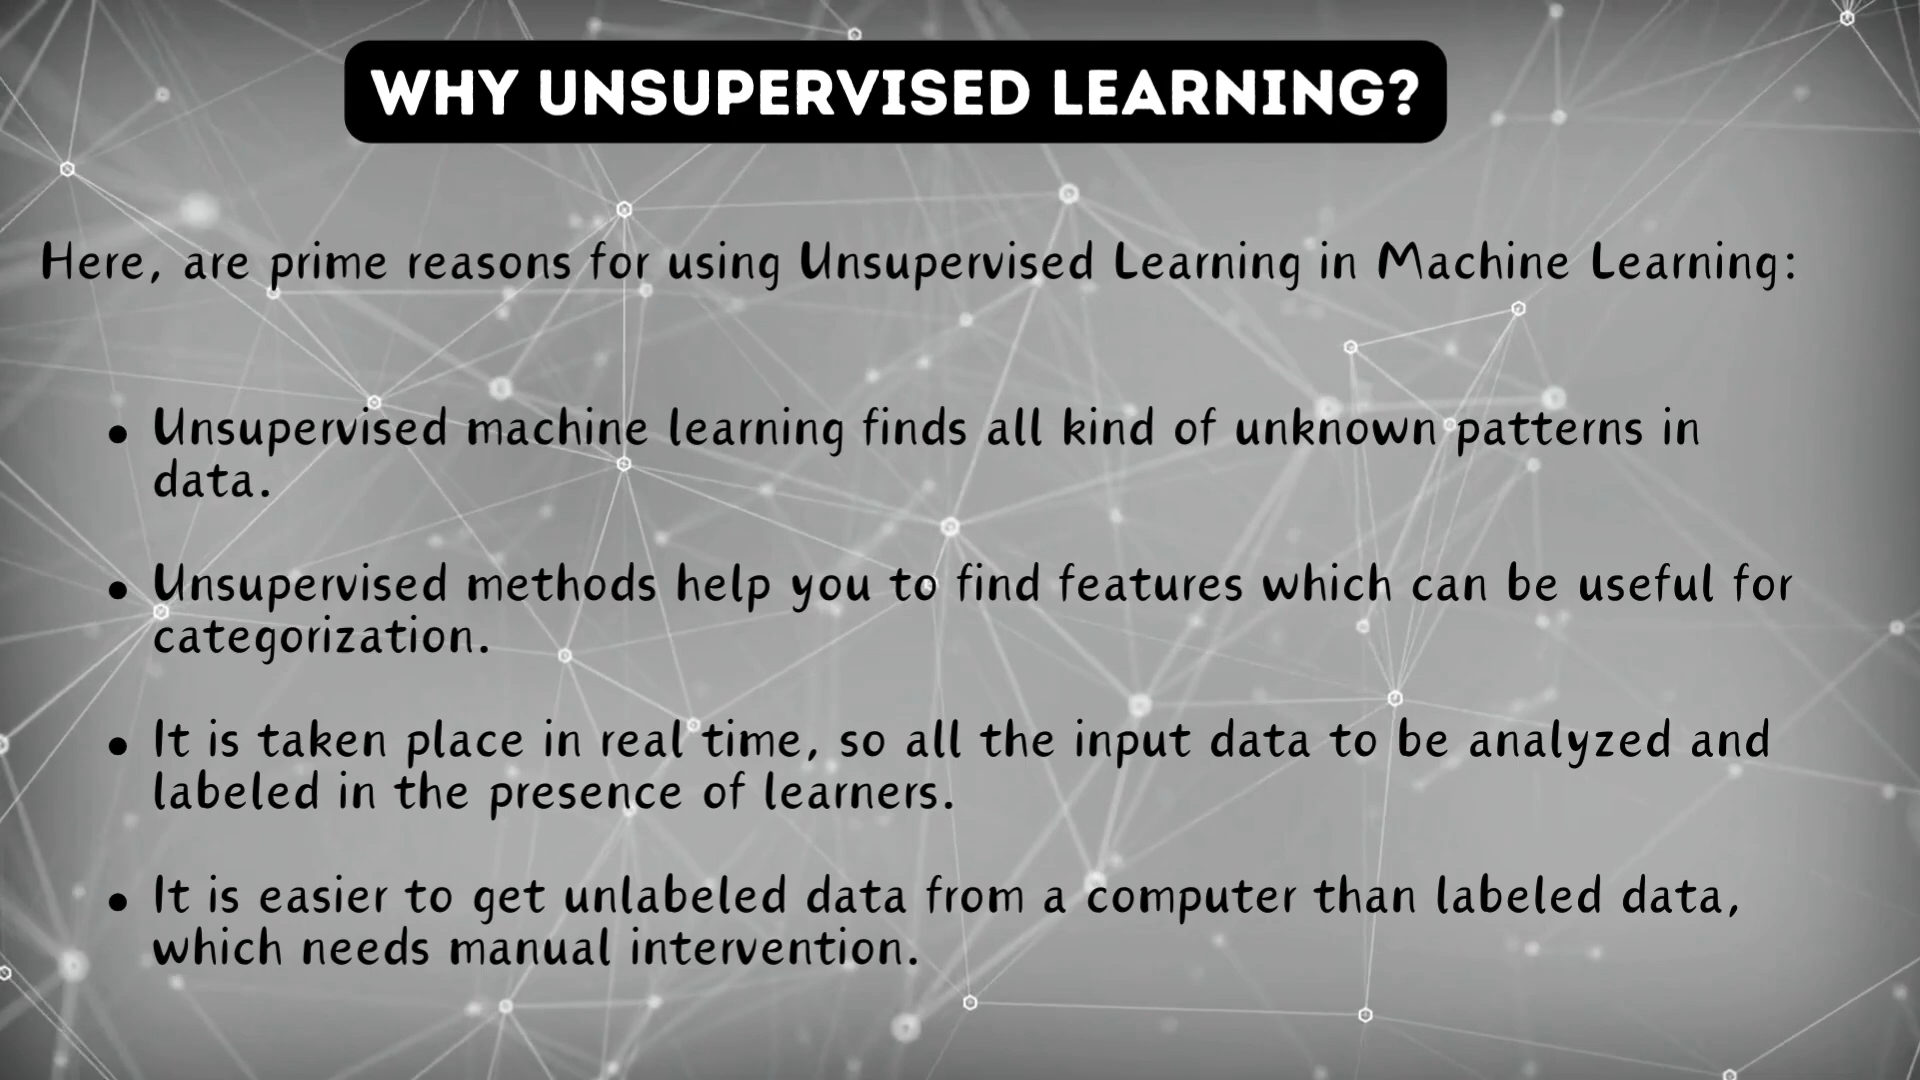 WHY UNSUPERVISED LEARNING?
Here, are prime reasons for using Unsupervised Learning in Machine Learning:
• Unsupervised machine learning finds all kind of unknown patterns in
data.
• Unsupervised methods help you to find features which can be useful for
categorization.
• It is taken place in real time, so all the input data to be analyzed and
labeled in the presence of learners.
• It is easier to get unlabeled data from a computer than labeled data,
which needs manual intervention.